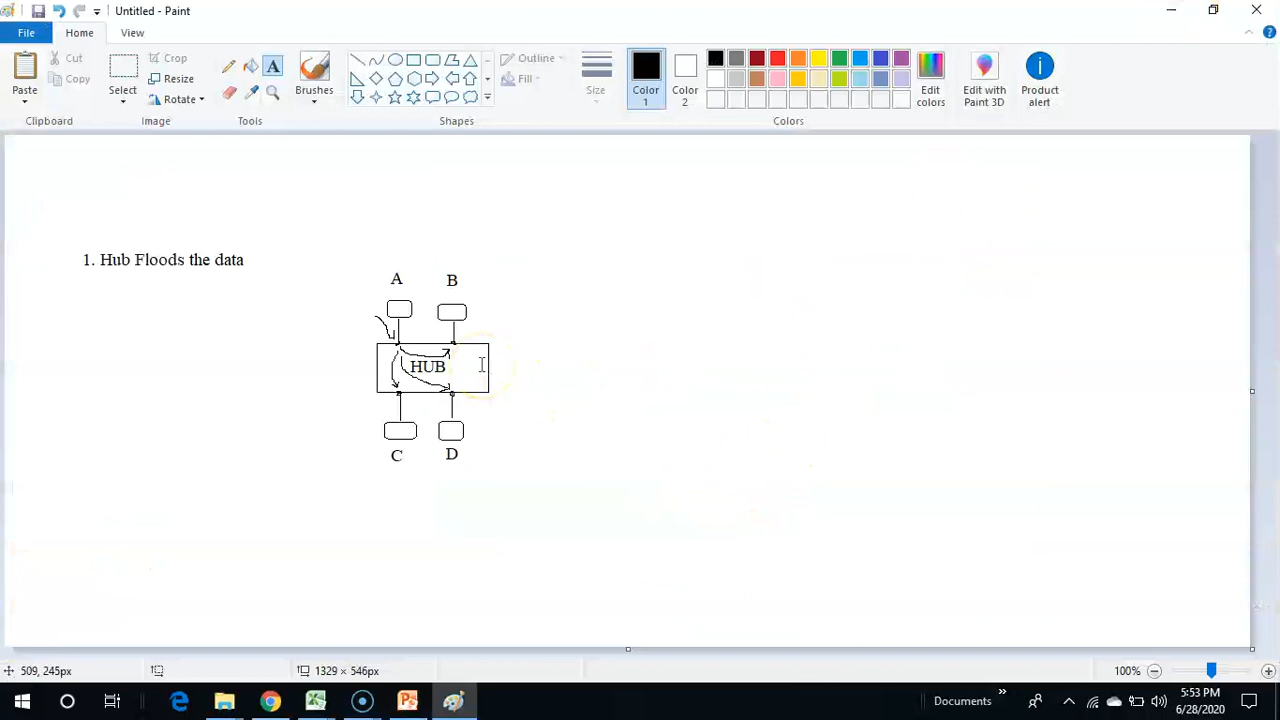 Untitled - Paint
File
Home
View
Paste
Cut
Copy
Clipboard
Select
Crop
Resize
Rotate
Image
A
Tools
Brushes
Shapes
Outline
Fill
Size
Color 1
Color 2
Edit colors
Colors
Edit with Paint 3D
Product alert
1. Hub Floods the data
A B
HUB
C D
509, 245px
1329 × 546px
100%
Documents
5:53 PM
6/28/2020